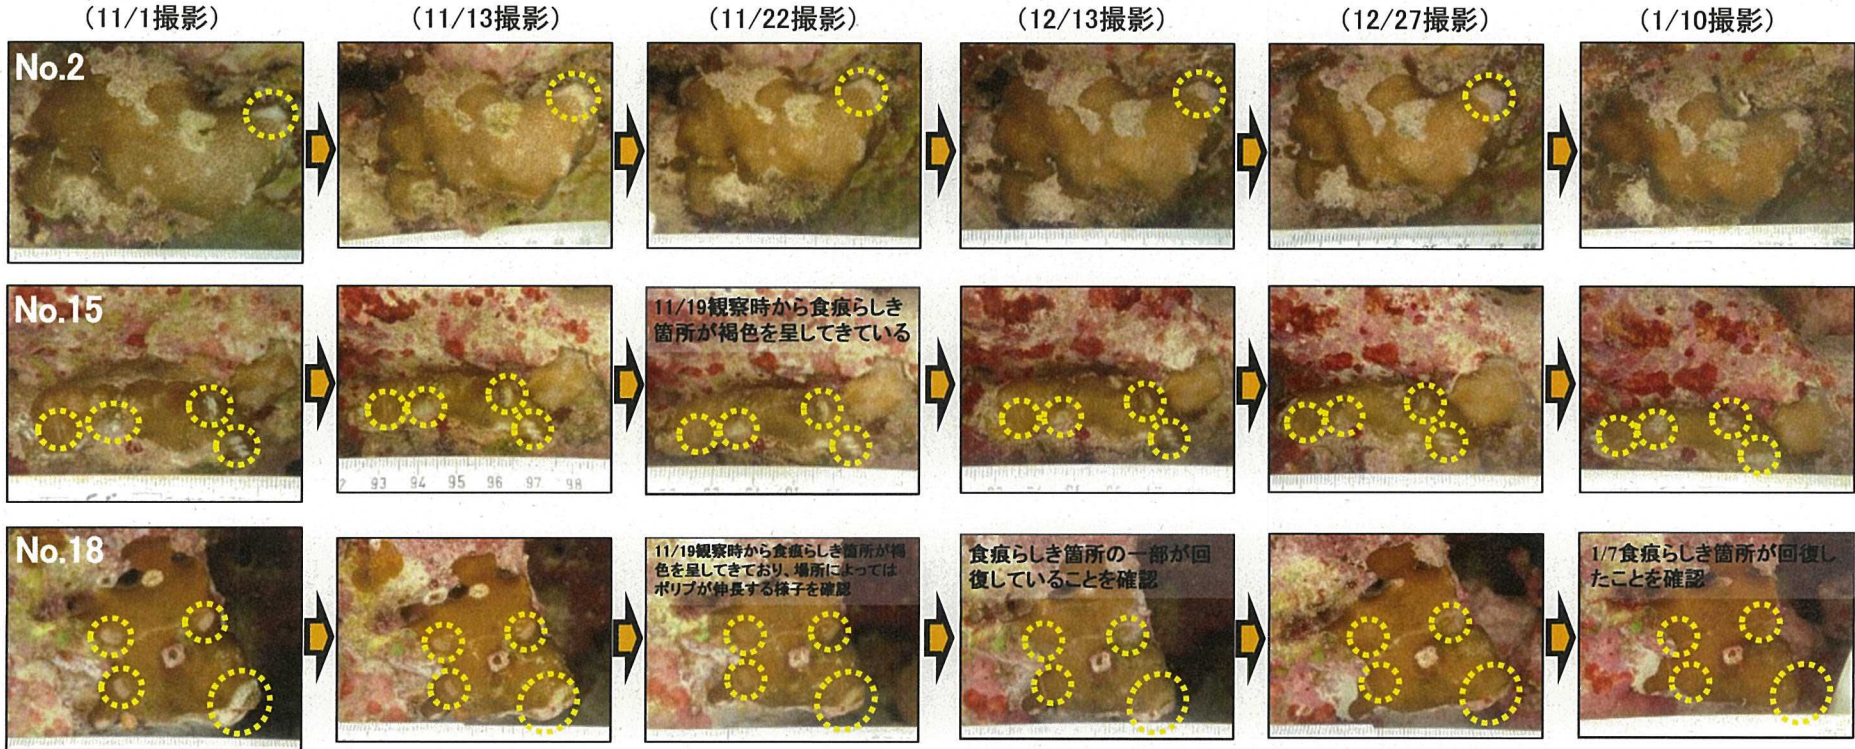 (11/1撮影)
(11/13撮影)
(11/22撮影)
(12/13撮影)
(12/27撮影)
(1/10撮影)
No.2
No.15
93 94 95 96 97 98
11/19観察時から食痕らしき
箇所が褐色を呈してきている
No.18
11/19観察時から食痕らしき箇所が褐
色を呈してきており、場所によっては
ポリプが伸長する様子を確認
食痕らしき箇所の一部が回
復していることを確認
1/7食痕らしき箇所が回復し
たことを確認